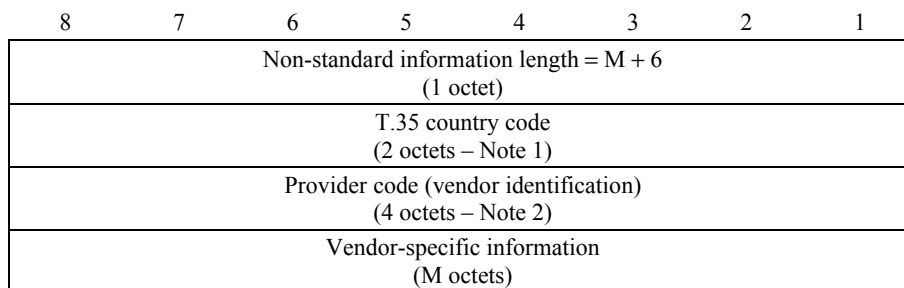 8 7 6 5 4 3 2 1
Non-standard information length = M + 6
(1 octet)
T.35 country code
(2 octets – Note 1)
Provider code (vendor identification)
(4 octets – Note 2)
Vendor-specific information
(M octets)